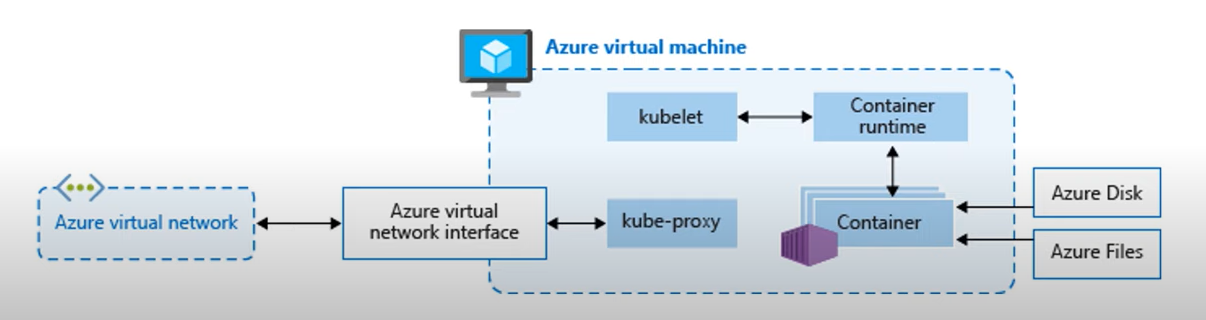 Azure virtual machine
kubelet
Container
runtime
Azure virtual network
Azure virtual
network interface
kube-proxy
Container
Azure Disk
Azure Files